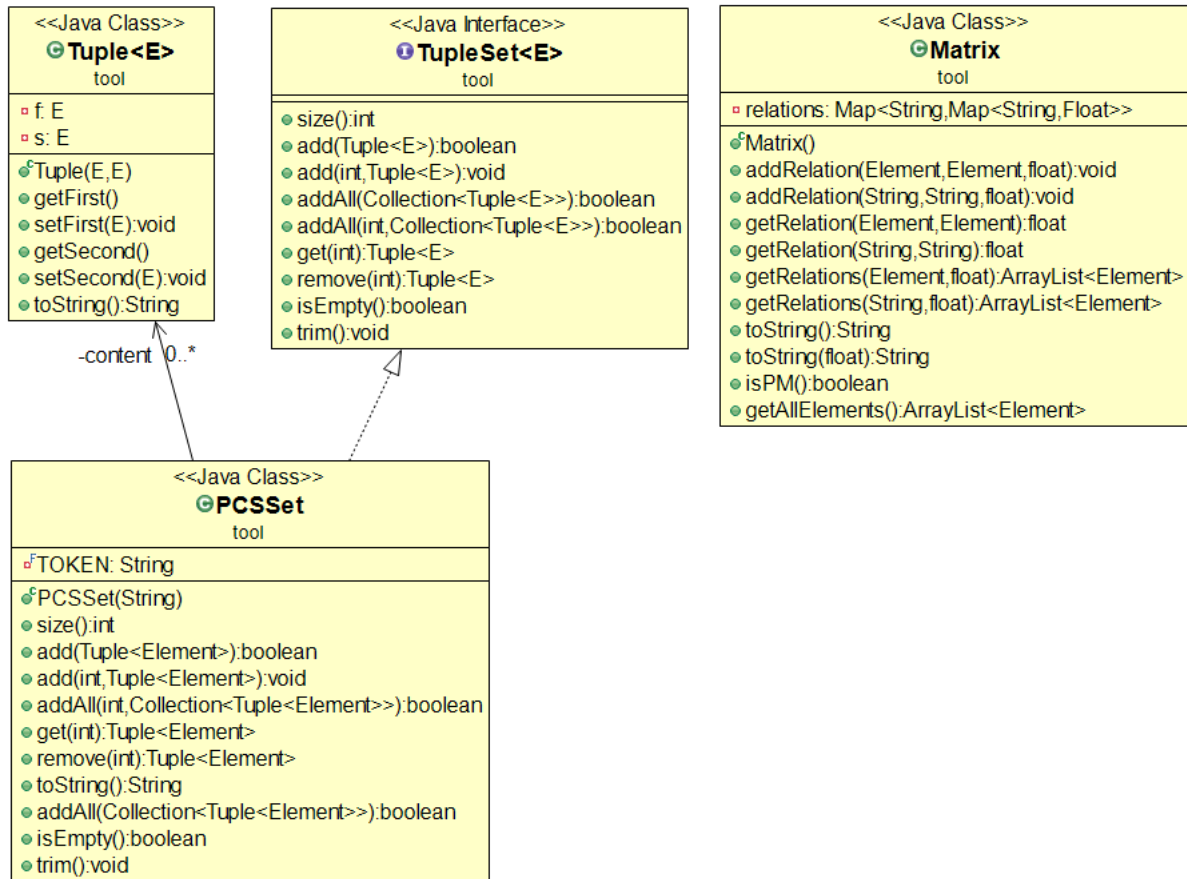 <<Java Class>>
Tuple<E>
tool
f: E
s: E
Tuple(E,E)
getFirst()
setFirst(E):void
getSecond()
setSecond(E):void
toString():String
<<Java Interface>>
TupleSet<E>
tool
size():int
add(Tuple<E>):boolean
add(int,Tuple<E>):void
addAll(Collection<Tuple<E>>):boolean
addAll(int,Collection<Tuple<E>>):boolean
get(int):Tuple<E>
remove(int):Tuple<E>
isEmpty():boolean
trim():void
<<Java Class>>
Matrix
tool
relations: Map<String,Map<String,Float>>
Matrix()
addRelation(Element,Element,float):void
addRelation(String,String,float):void
getRelation(Element,Element):float
getRelation(String,String):float
getRelations(Element,float):ArrayList<Element>
getRelations(String,float):ArrayList<Element>
toString():String
toString(float):String
isPM():boolean
getAllElements():ArrayList<Element>
-content 0..*
<<Java Class>>
PCSSet
tool
TOKEN: String
PCSSet(String)
size():int
add(Tuple<Element>):boolean
add(int,Tuple<Element>):void
addAll(int,Collection<Tuple<Element>>):boolean
get(int):Tuple<Element>
remove(int):Tuple<Element>
toString():String
addAll(Collection<Tuple<Element>>):boolean
isEmpty():boolean
trim():void